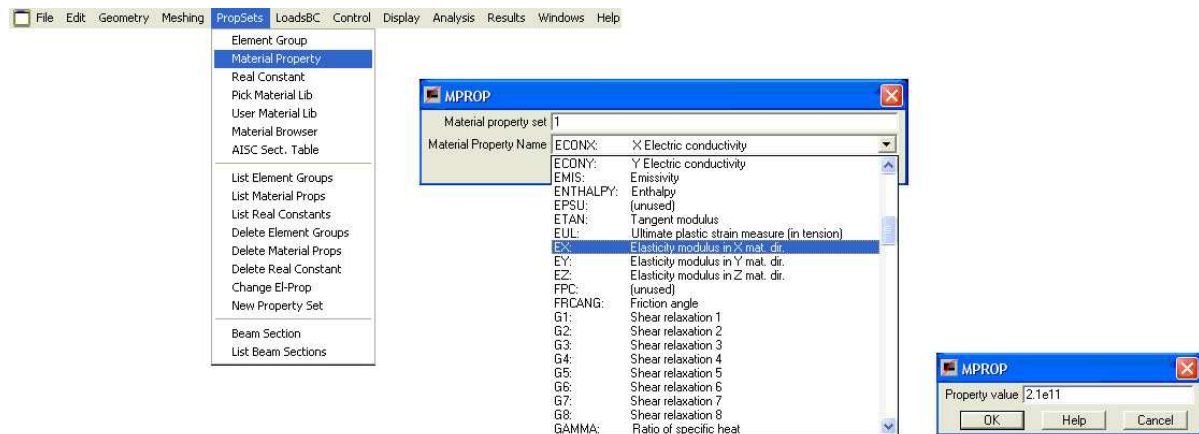 File Edit Geometry Meshing PropSets LoadsBC Control Display Analysis Results Windows Help
Element Group
Material Property
Real Constant
Pick Material Lib
User Material Lib
Material Browser
AISC Sect. Table
List Element Groups
List Material Props
List Real Constants
Delete Element Groups
Delete Material Props
Delete Real Constant
Change El-Prop
New Property Set
Beam Section
List Beam Sections
MPROP
Material property set 1
Material Property Name ECONX: X Electric conductivity
ECONY: Y Electric conductivity
EMIS: Emissivity
ENTHALPY: Enthalpy
EPSU: (unused)
ETAN: Tangent modulus
EUL: Ultimate plastic strain measure (in tension)
EX: Elasticity modulus in X mat. dir.
EY: Elasticity modulus in Y mat. dir.
EZ: Elasticity modulus in Z mat. dir.
FPC: (unused)
FRCANG: Friction angle
G1: Shear relaxation 1
G2: Shear relaxation 2
G3: Shear relaxation 3
G4: Shear relaxation 4
G5: Shear relaxation 5
G6: Shear relaxation 6
G7: Shear relaxation 7
G8: Shear relaxation 8
GAMMA: Ratio of specific heat
MPROP
Property value 2.1e11
OK Help Cancel